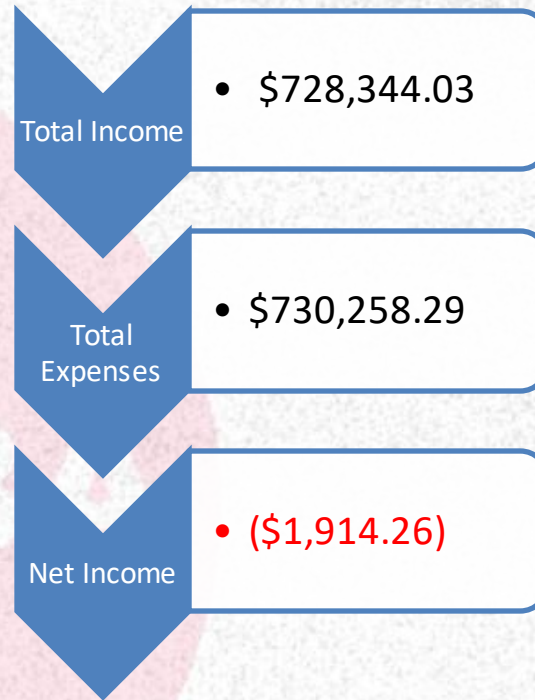 Total Income
• $728,344.03
Total
Expenses
• $730,258.29
Net Income
• ($1,914.26)